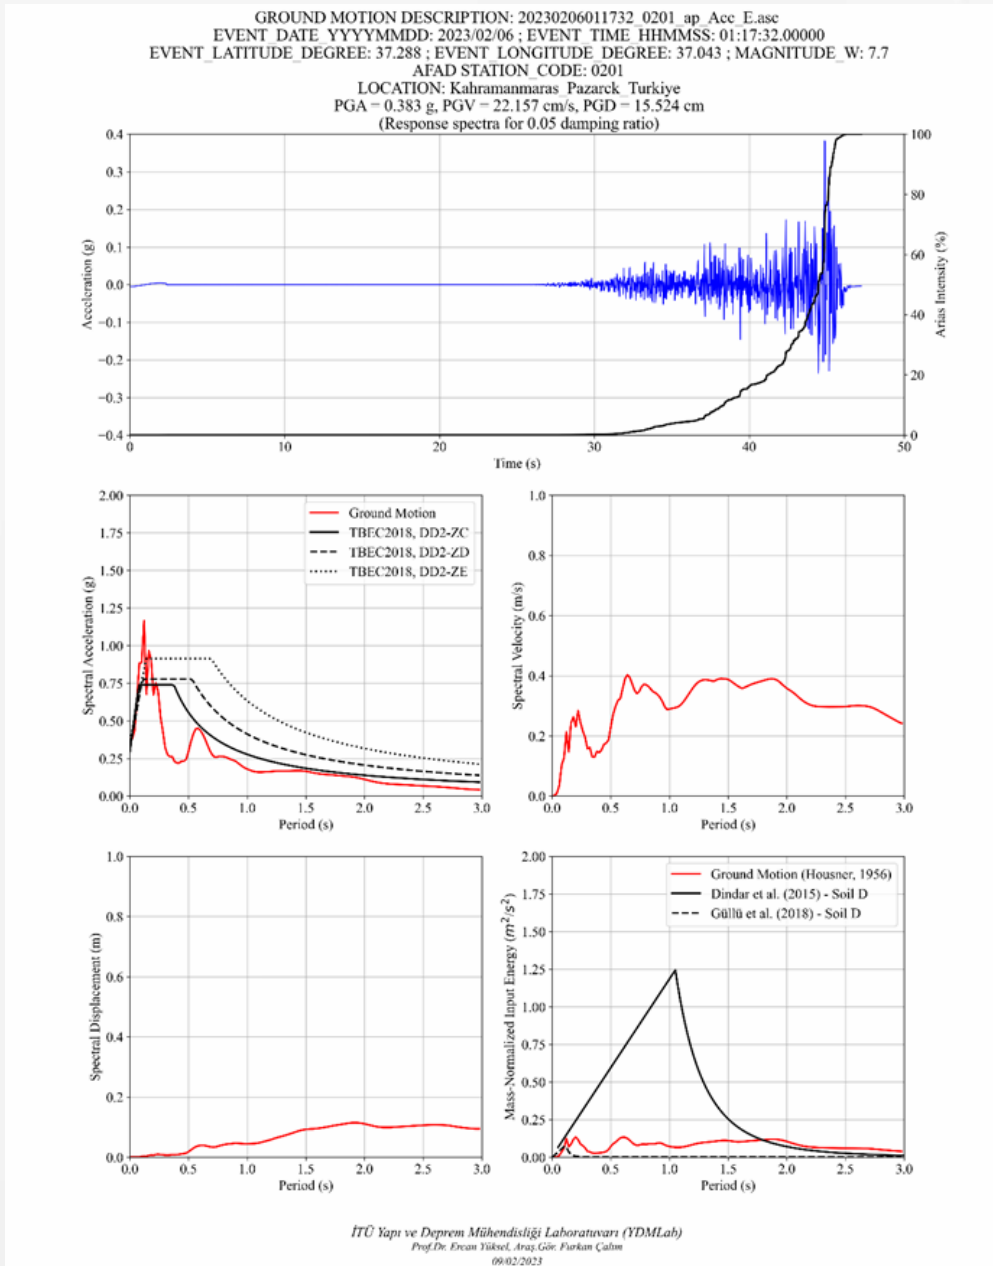 GROUND MOTION DESCRIPTION: 20230206011732_0201_ap_Acc_E.asc
EVENT_DATE_YYYYMMDD: 2023/02/06 ; EVENT_TIME_HHMMSS: 01:17:32.00000
EVENT_LATITUDE_DEGREE: 37.288 ; EVENT_LONGITUDE_DEGREE: 37.043 ; MAGNITUDE_W: 7.7
AFAD STATION_CODE: 0201
LOCATION: Kahramanmaras_Pazarck_Turkiye
PGA = 0.383 g, PGV = 22.157 cm/s, PGD = 15.524 cm
(Response spectra for 0.05 damping ratio)
Acceleration (g)
0.4
0.3
0.2
0.1
0.0
−0.1
−0.2
−0.3
−0.4
0 10 20 30 40 50
Time (s)
100
80
60
40
20
0
Arias Intensity (%)
Spectral Acceleration (g)
2.00
1.75
1.50
1.25
1.00
0.75
0.50
0.25
0.00
0.0 0.5 1.0 1.5 2.0 2.5 3.0
Period (s)
Ground Motion
TBEC2018, DD2-ZC
TBEC2018, DD2-ZD
TBEC2018, DD2-ZE
Spectral Velocity (m/s)
1.0
0.8
0.6
0.4
0.2
0.0
0.0 0.5 1.0 1.5 2.0 2.5 3.0
Period (s)
Spectral Displacement (m)
1.0
0.8
0.6
0.4
0.2
0.0
0.0 0.5 1.0 1.5 2.0 2.5 3.0
Period (s)
Mass-Normalized Input Energy (m²/s²)
2.00
1.75
1.50
1.25
1.00
0.75
0.50
0.25
0.00
0.0 0.5 1.0 1.5 2.0 2.5 3.0
Period (s)
Ground Motion (Housner, 1956)
Dindar et al. (2015) - Soil D
Güllü et al. (2018) - Soil D
İTÜ Yapı ve Deprem Mühendisliği Laboratuvarı (YDMLab)
Prof.Dr. Ercan Yüksel, Araş.Gör. Furkan Çalım
09/02/2023